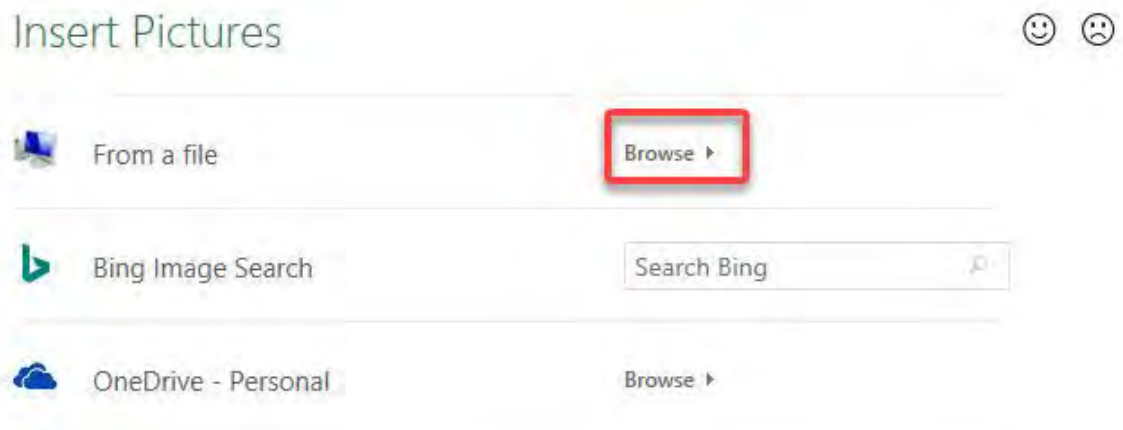 Insert Pictures
From a file
Browse
Bing Image Search
Search Bing
OneDrive - Personal
Browse